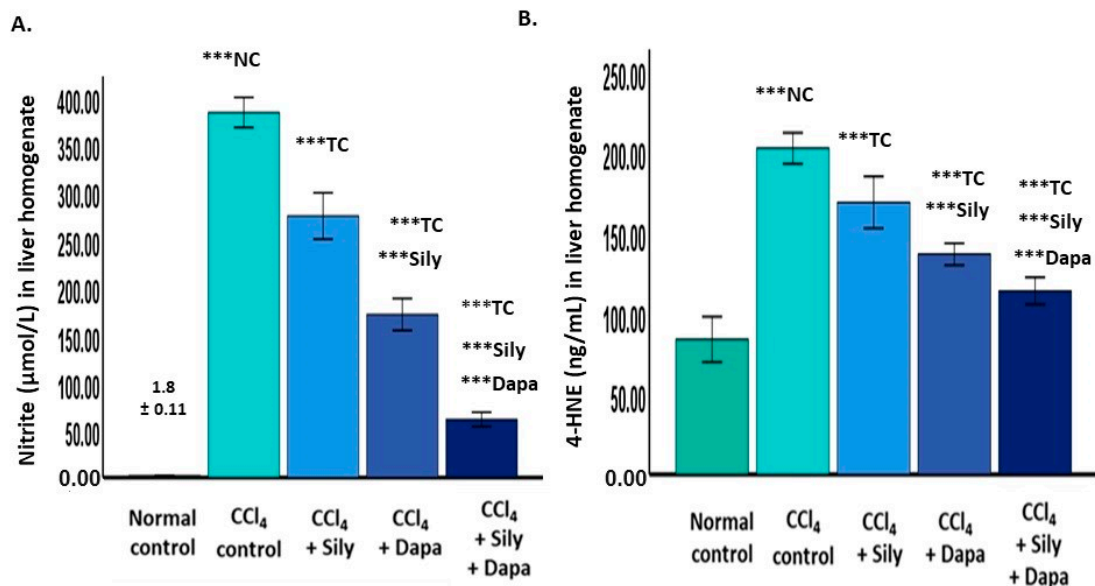 A.
Nitrite (µmol/L) in liver homogenate
400.00
350.00
300.00
250.00
200.00
150.00
100.00
50.00
0.00
***NC
***TC
***TC
***Sily
***TC
***Sily
***Dapa
1.8
± 0.11
Normal
control
CCl₄
control
CCl₄
+ Sily
CCl₄
+ Dapa
CCl₄
+ Sily
+ Dapa
B.
4-HNE (ng/mL) in liver homogenate
250.00
200.00
150.00
100.00
50.00
0.00
***NC
***TC
***TC
***Sily
***TC
***Sily
***Dapa
Normal
control
CCl₄
control
CCl₄
+ Sily
CCl₄
+ Dapa
CCl₄
+ Sily
+ Dapa